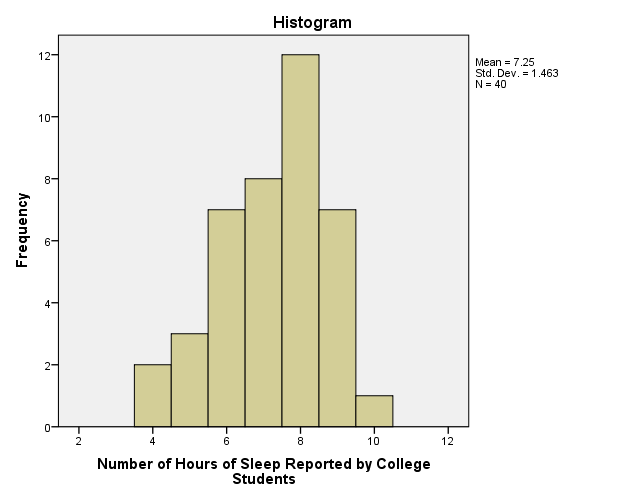 Histogram
Mean = 7.25
Std. Dev. = 1.463
N = 40
12
10
8
6
4
2
0
Frequency
2 4 6 8 10 12
Number of Hours of Sleep Reported by College
Students